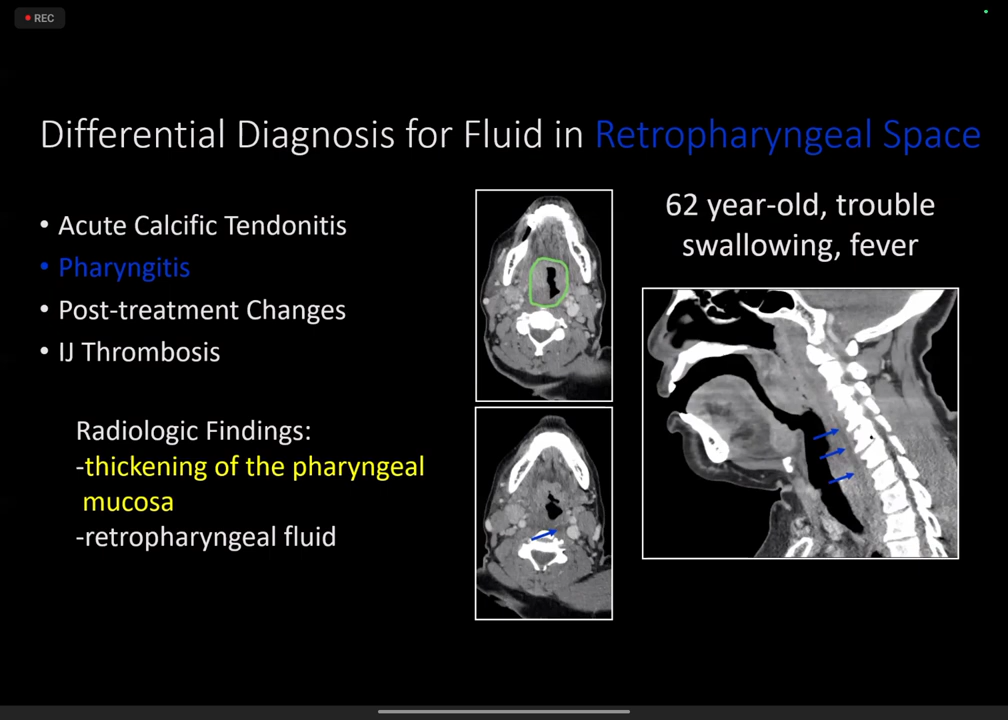 REC
Differential Diagnosis for Fluid in Retropharyngeal Space
• Acute Calcific Tendonitis
• Pharyngitis
• Post-treatment Changes
• IJ Thrombosis
Radiologic Findings:
-thickening of the pharyngeal
mucosa
-retropharyngeal fluid
62 year-old, trouble
swallowing, fever